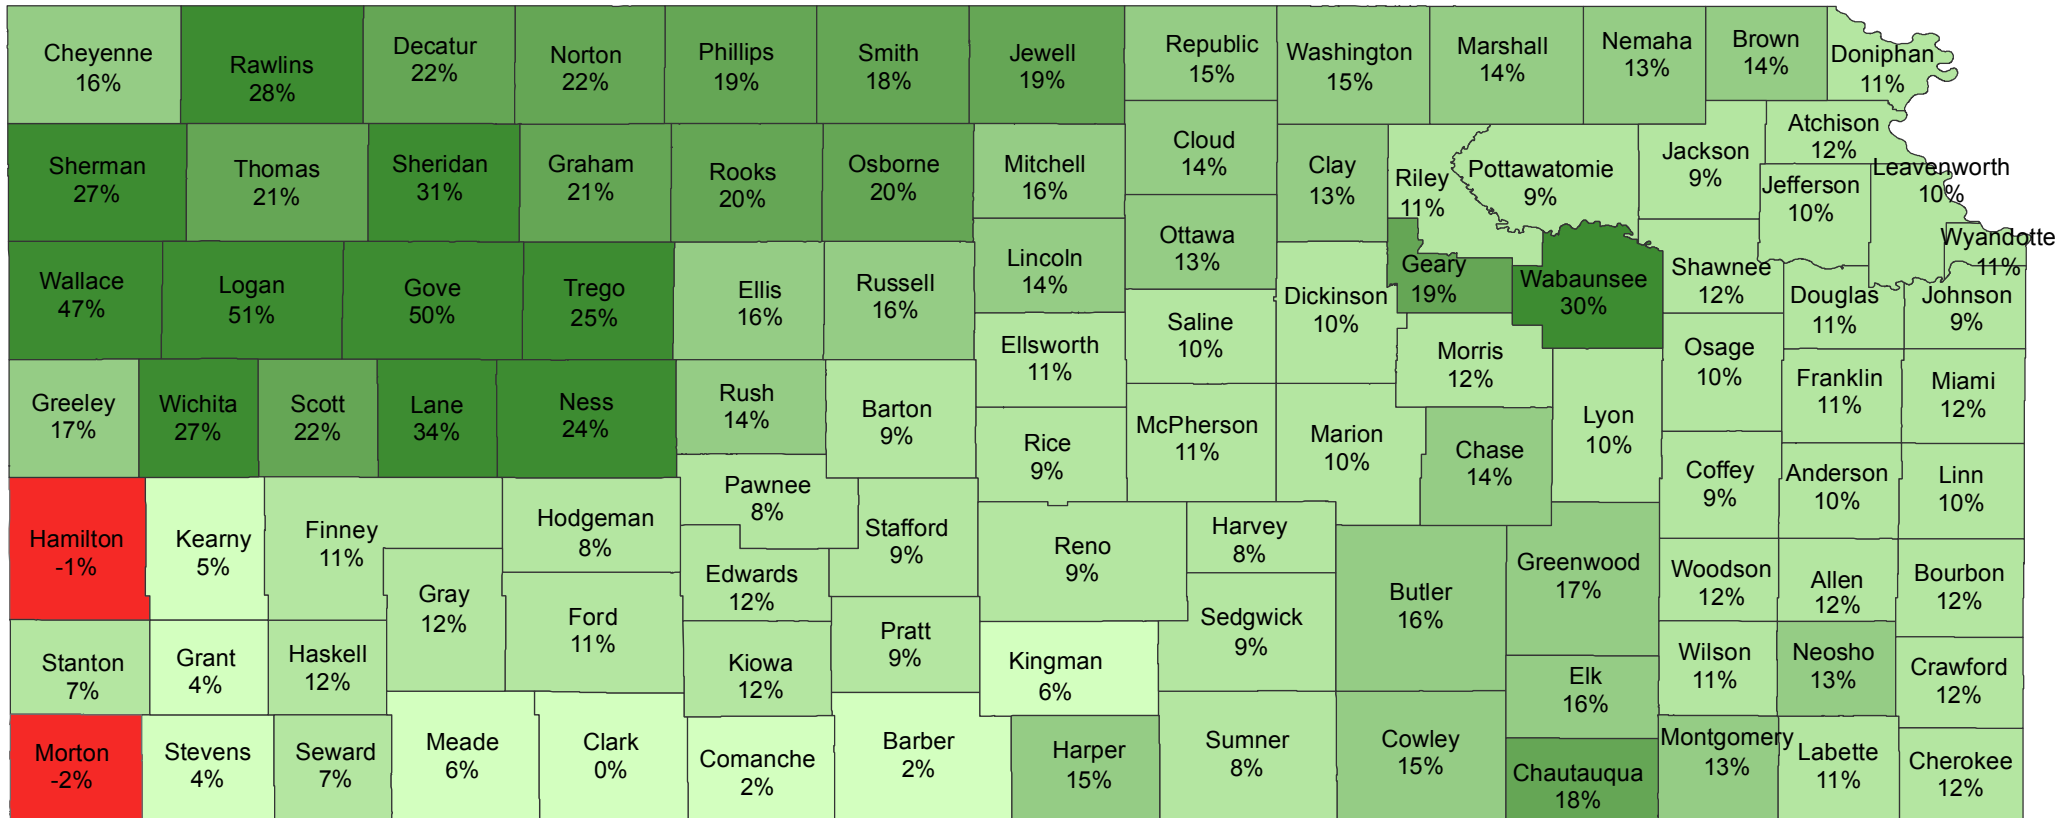 Cheyenne
16%
Rawlins
28%
Decatur
22%
Norton
22%
Phillips
19%
Smith
18%
Jewell
19%
Republic
15%
Washington
15%
Marshall
14%
Nemaha
13%
Brown
14%
Doniphan
11%
Sherman
27%
Thomas
21%
Sheridan
31%
Graham
21%
Rooks
20%
Osborne
20%
Mitchell
16%
Cloud
14%
Clay
13%
Riley
11%
Pottawatomie
9%
Jackson
9%
Atchison
12%
Jefferson
10%
Leavenworth
10%
Wyandotte
11%
Wallace
47%
Logan
51%
Gove
50%
Trego
25%
Ellis
16%
Russell
16%
Lincoln
14%
Ottawa
13%
Dickinson
10%
Geary
19%
Wabaunsee
30%
Shawnee
12%
Douglas
11%
Johnson
9%
Ellsworth
11%
Saline
10%
Morris
12%
Osage
10%
Franklin
11%
Miami
12%
Greeley
17%
Wichita
27%
Scott
22%
Lane
34%
Ness
24%
Rush
14%
Barton
9%
Rice
9%
McPherson
11%
Marion
10%
Chase
14%
Lyon
10%
Coffey
9%
Anderson
10%
Linn
10%
Hamilton
-1%
Kearny
5%
Finney
11%
Hodgeman
8%
Pawnee
8%
Stafford
9%
Reno
9%
Harvey
8%
Gray
12%
Ford
11%
Edwards
12%
Sedgwick
9%
Butler
16%
Greenwood
17%
Woodson
12%
Allen
12%
Bourbon
12%
Stanton
7%
Grant
4%
Haskell
12%
Kiowa
12%
Pratt
9%
Kingman
6%
Elk
16%
Wilson
11%
Neosho
13%
Crawford
12%
Morton
-2%
Stevens
4%
Seward
7%
Meade
6%
Clark
0%
Comanche
2%
Barber
2%
Harper
15%
Sumner
8%
Cowley
15%
Chautauqua
18%
Montgomery
13%
Labette
11%
Cherokee
12%